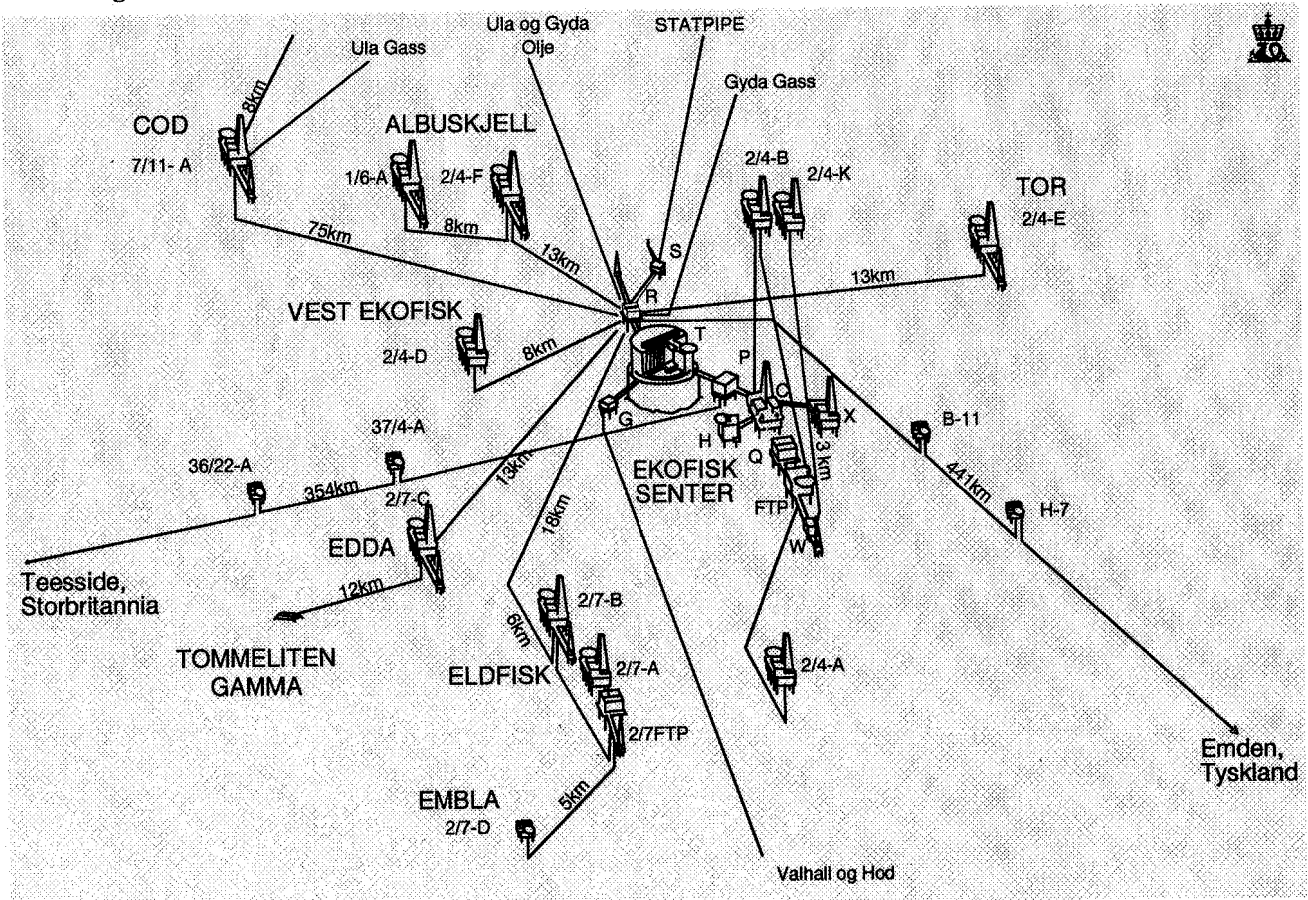 Ula og Gyda
Olje
STATPIPE
Ula Gass
Gyda Gass
8km
COD
7/11- A
ALBUSKJELL
1/6-A
2/4-F
2/4-B
2/4-K
TOR
2/4-E
75km
8km
13km
S
R
13km
VEST EKOFISK
2/4-D
8km
T
P
C
X
G
H
Q
3 km
B-11
37/4-A
36/22-A
354km
2/7-C
13km
EKOFISK
SENTER
FTP
W
441km
H-7
18km
EDDA
Teesside,
Storbritannia
12km
TOMMELITEN
GAMMA
2/7-B
6km
ELDFISK
2/7-A
2/4-A
2/7FTP
Emden,
Tyskland
EMBLA
2/7-D
5km
Valhall og Hod